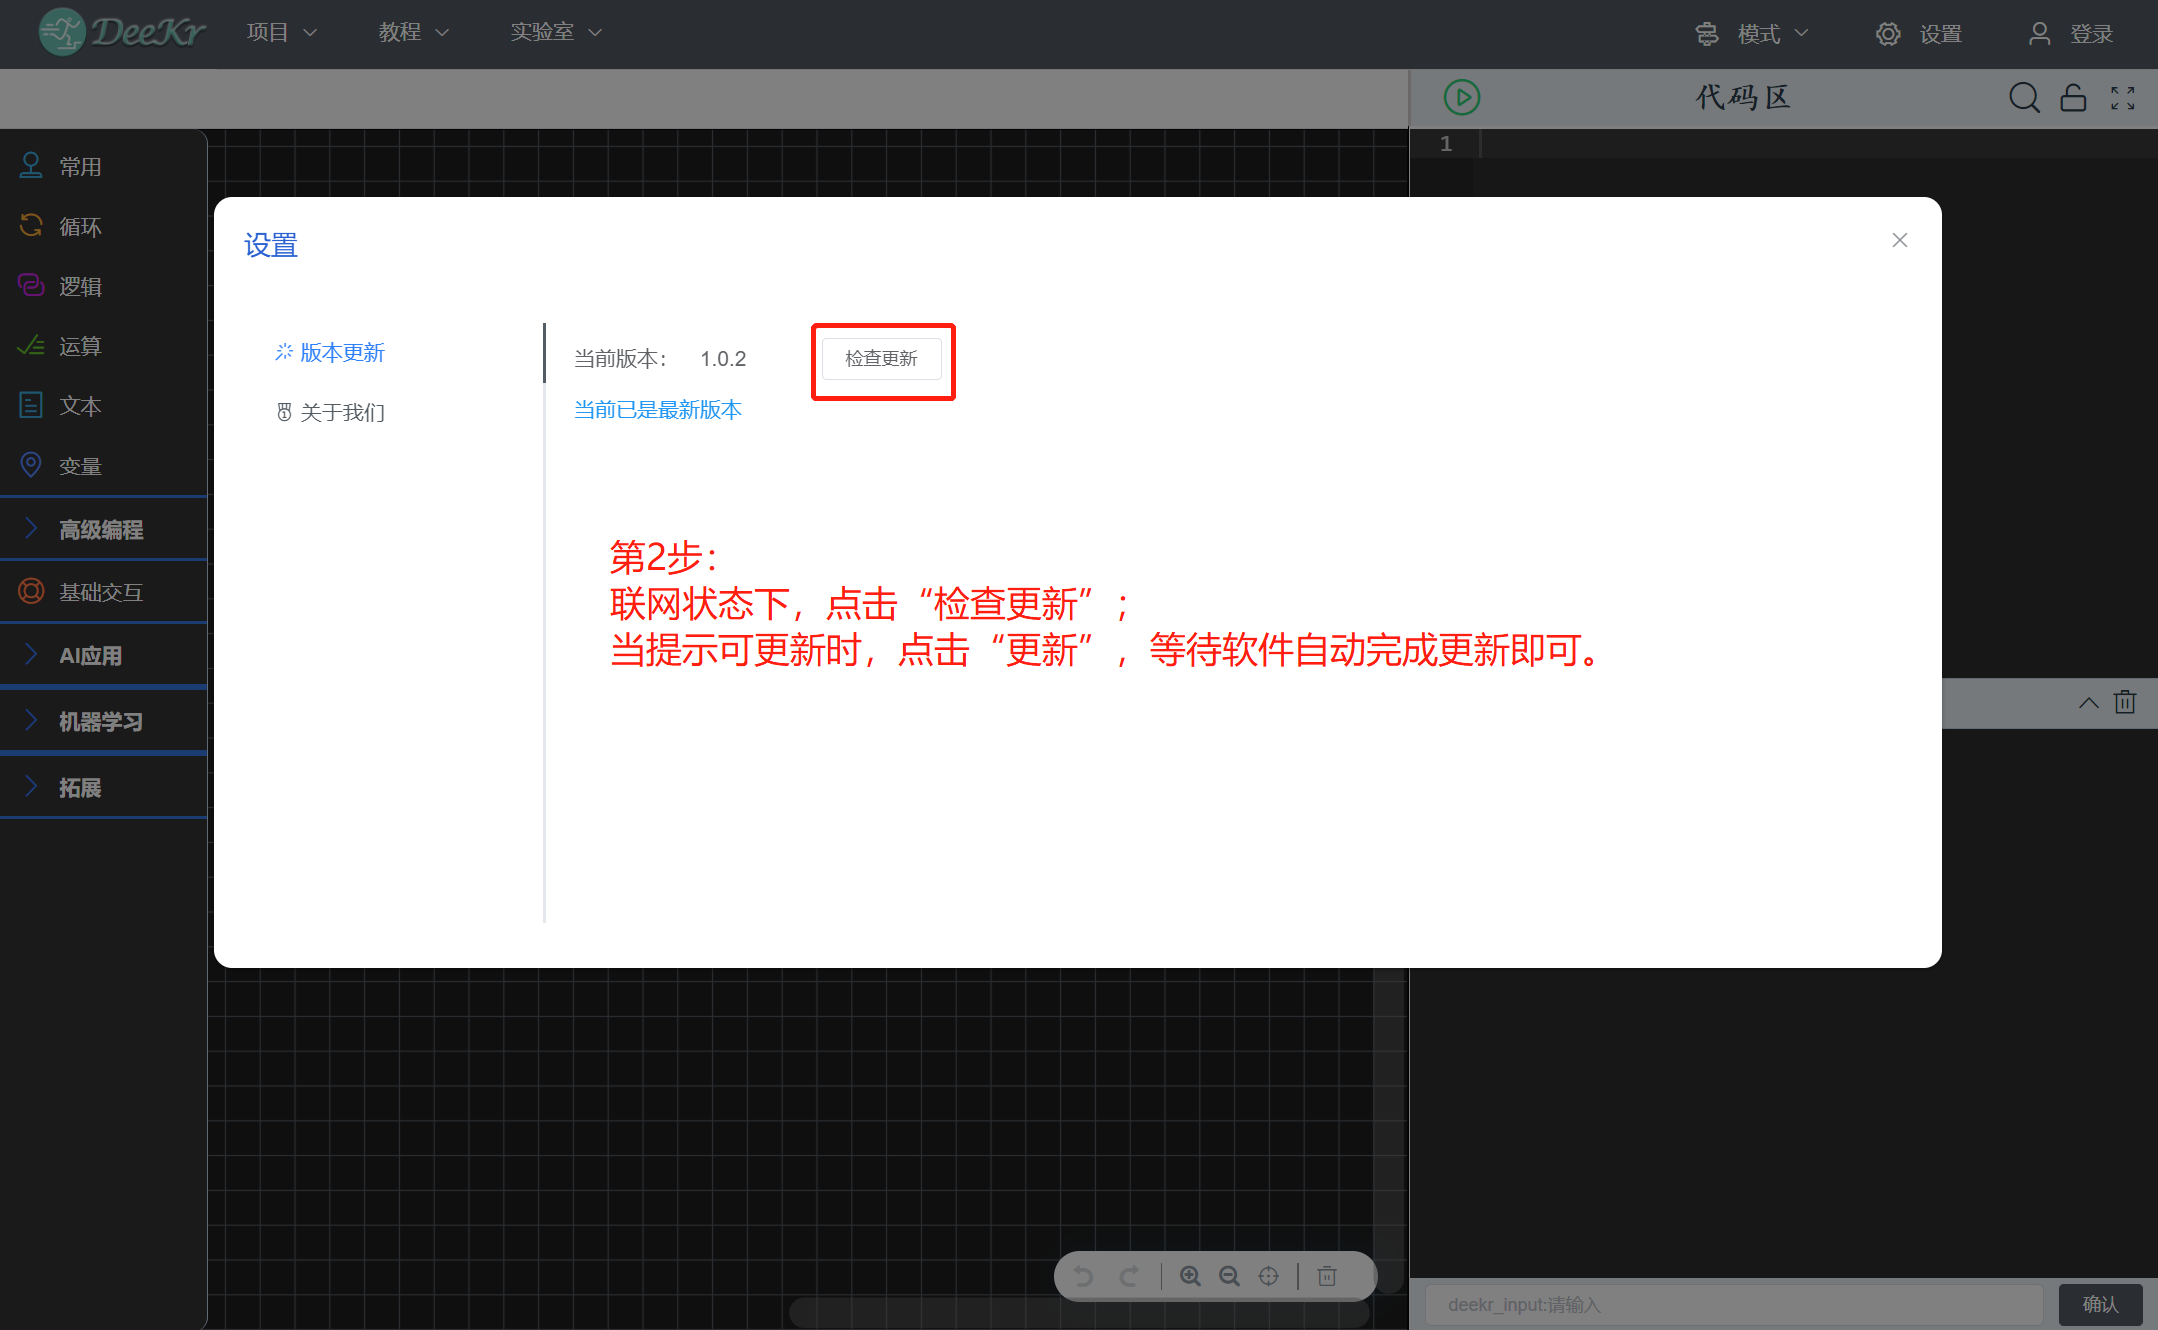 DeeKr
项目
教程
实验室
模式
设置
登录
代码区
1
常用
循环
逻辑
运算
文本
变量
高级编程
基础交互
AI应用
机器学习
拓展
设置
版本更新
关于我们
当前版本： 1.0.2
检查更新
当前已是最新版本
第2步：
联网状态下，点击“检查更新”；
当提示可更新时，点击“更新”，等待软件自动完成更新即可。
deekr_input:请输入
确认